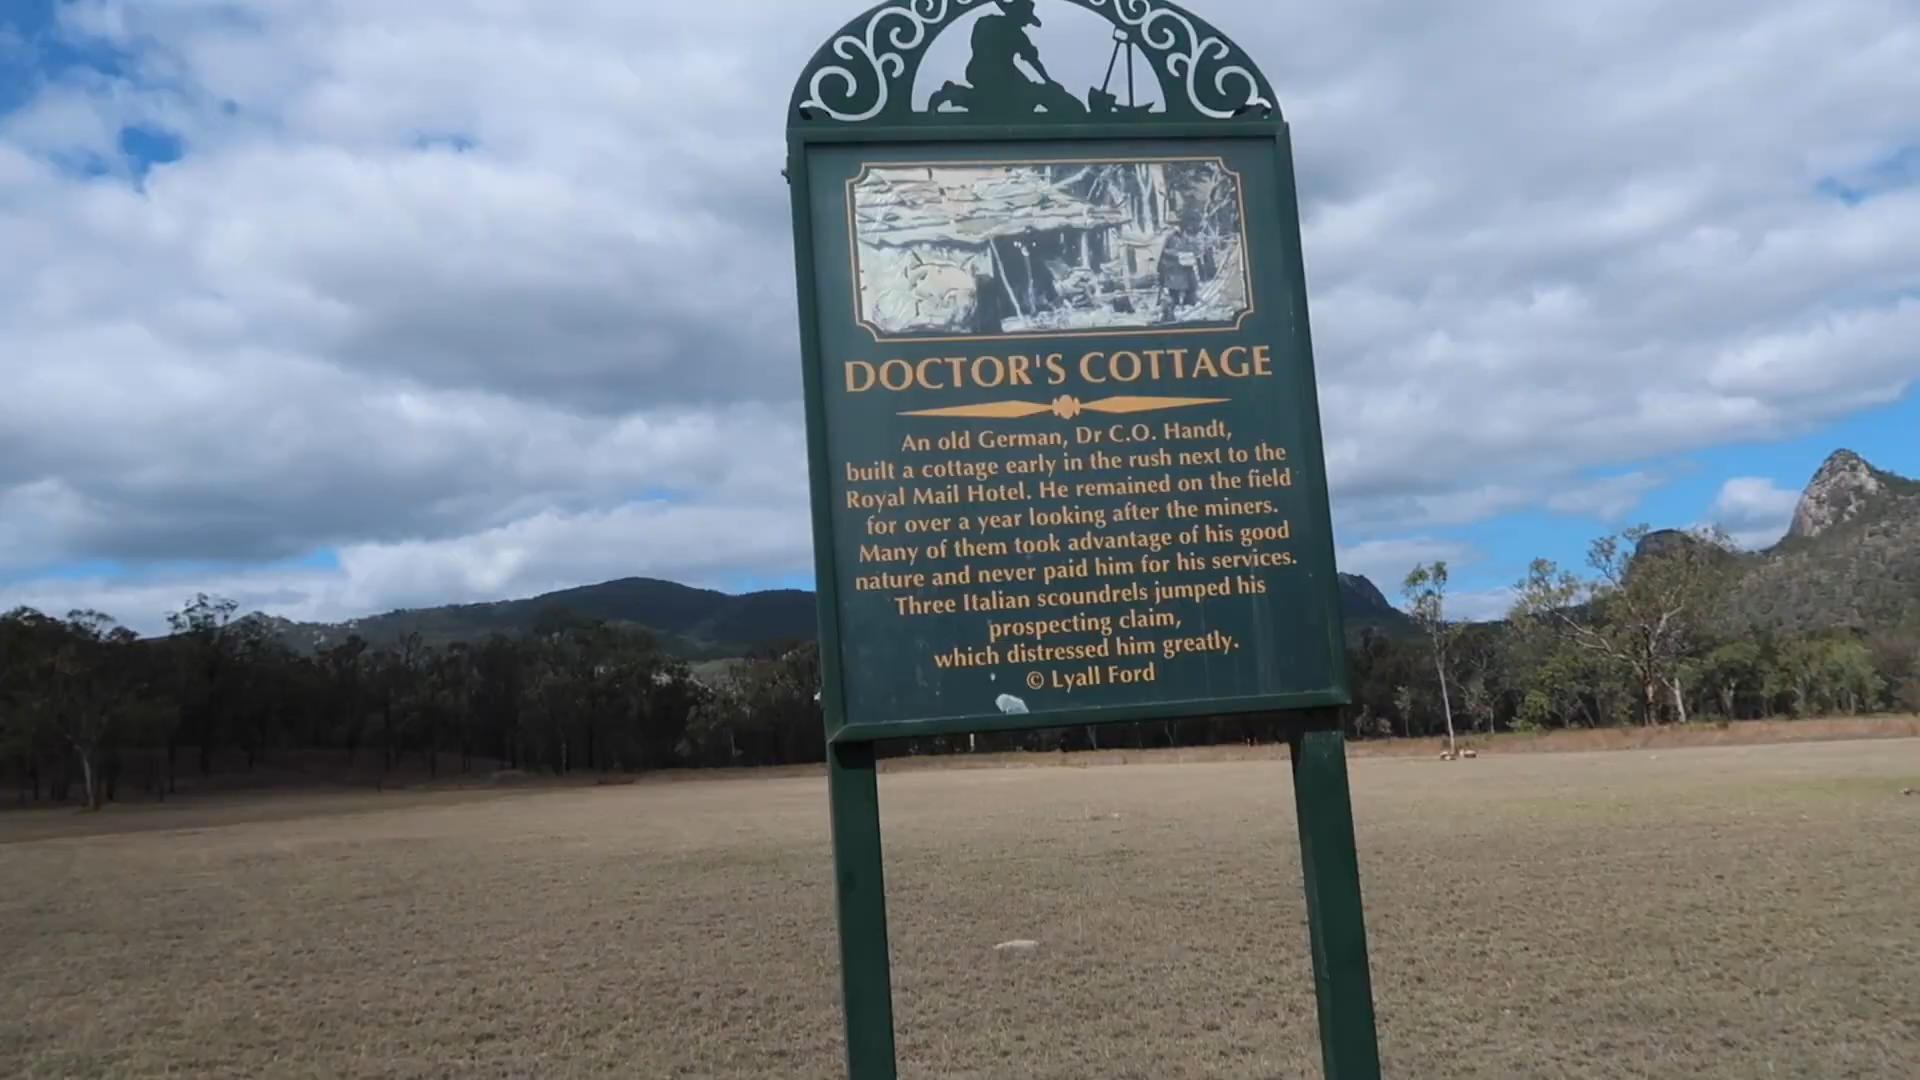 DOCTOR'S COTTAGE
An old German, Dr C.O. Handt,
built a cottage early in the rush next to the
Royal Mail Hotel. He remained on the field
for over a year looking after the miners.
Many of them took advantage of his good
nature and never paid him for his services.
Three Italian scoundrels jumped his
prospecting claim,
which distressed him greatly.
© Lyall Ford